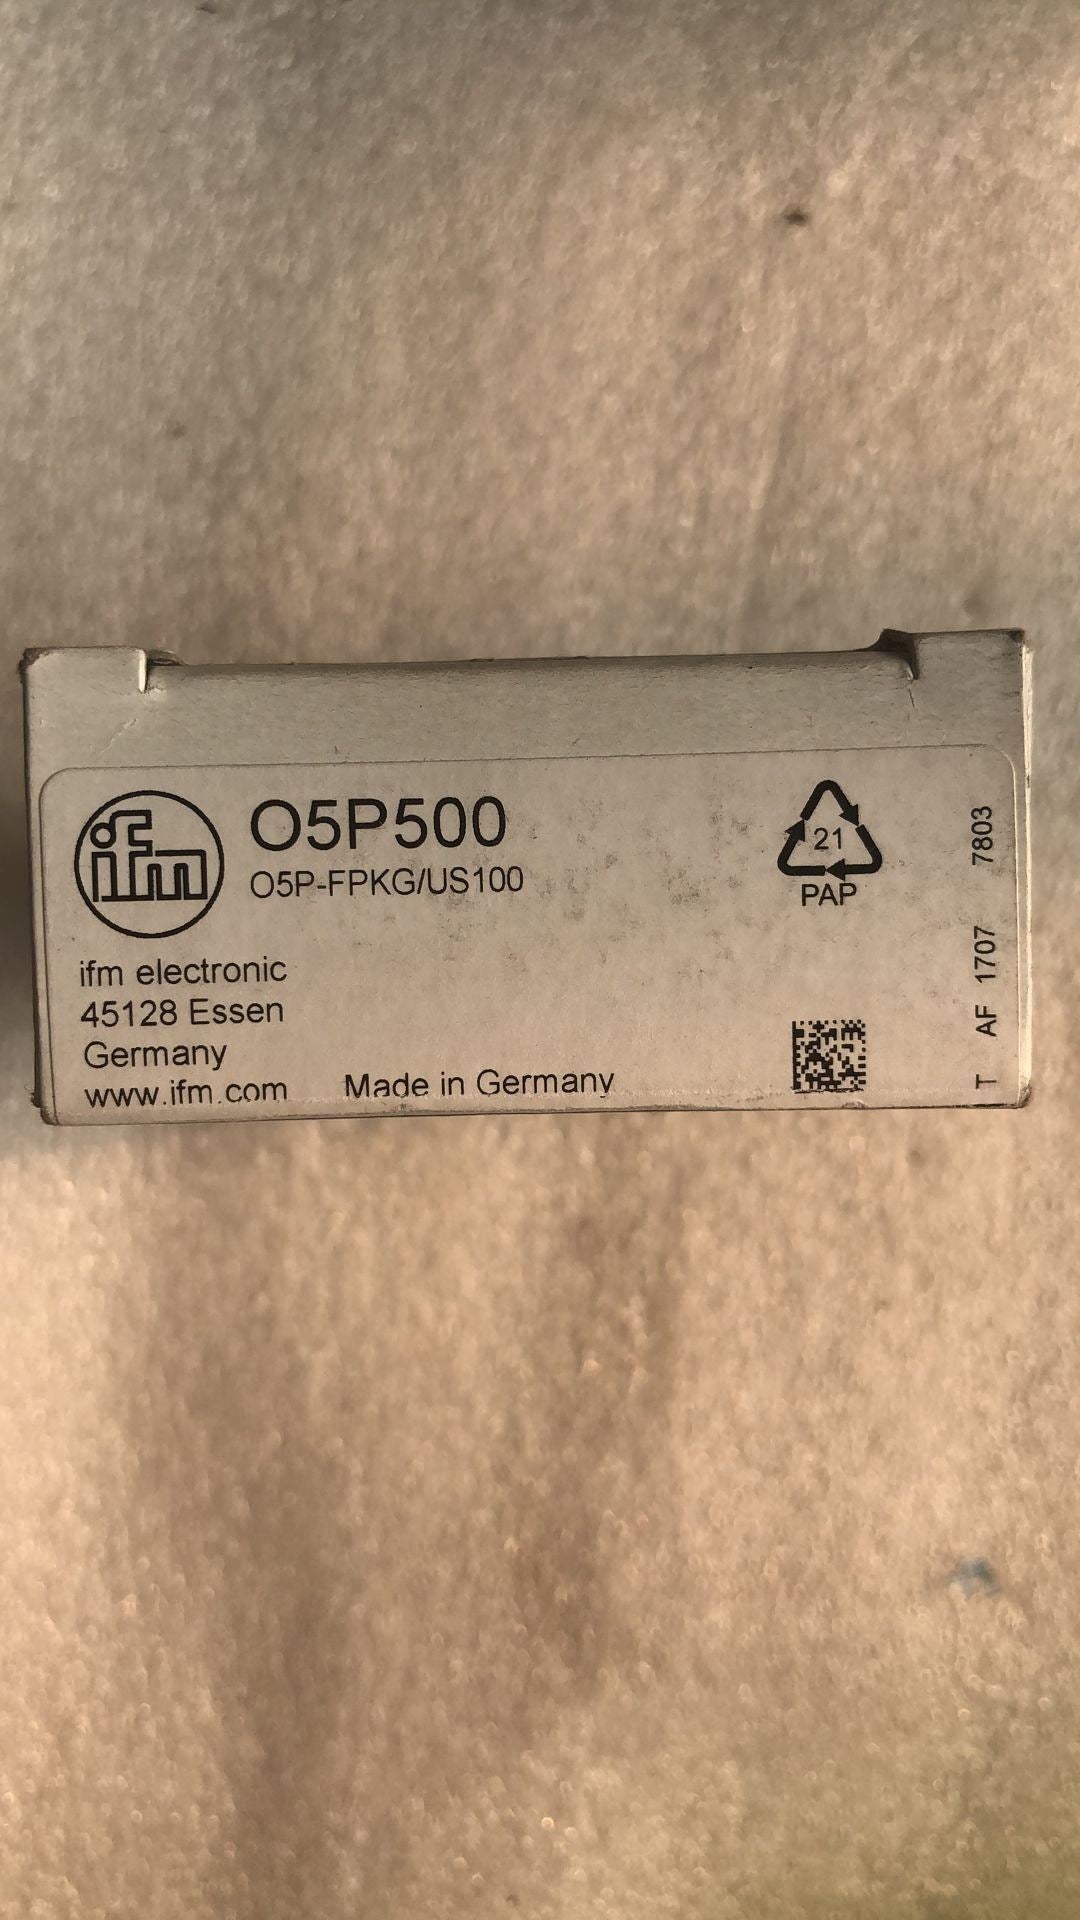 ifm
O5P500
O5P-FPKG/US100
ifm electronic
45128 Essen
Germany
www.ifm.com
Made in Germany
21
PAP
T AF 1707 7803